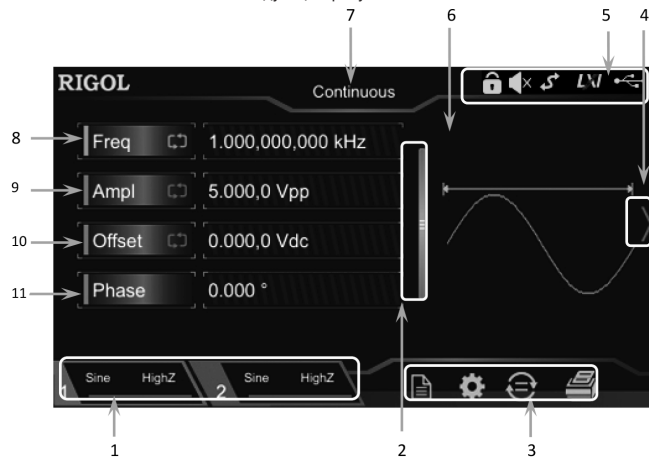 7
6
5
4
RIGOL
Continuous
LXI
8
Freq
1.000,000,000 kHz
9
Ampl
5.000,0 Vpp
10
Offset
0.000,0 Vdc
11
Phase
0.000 °
1
Sine
HighZ
2
Sine
HighZ
1
2
3